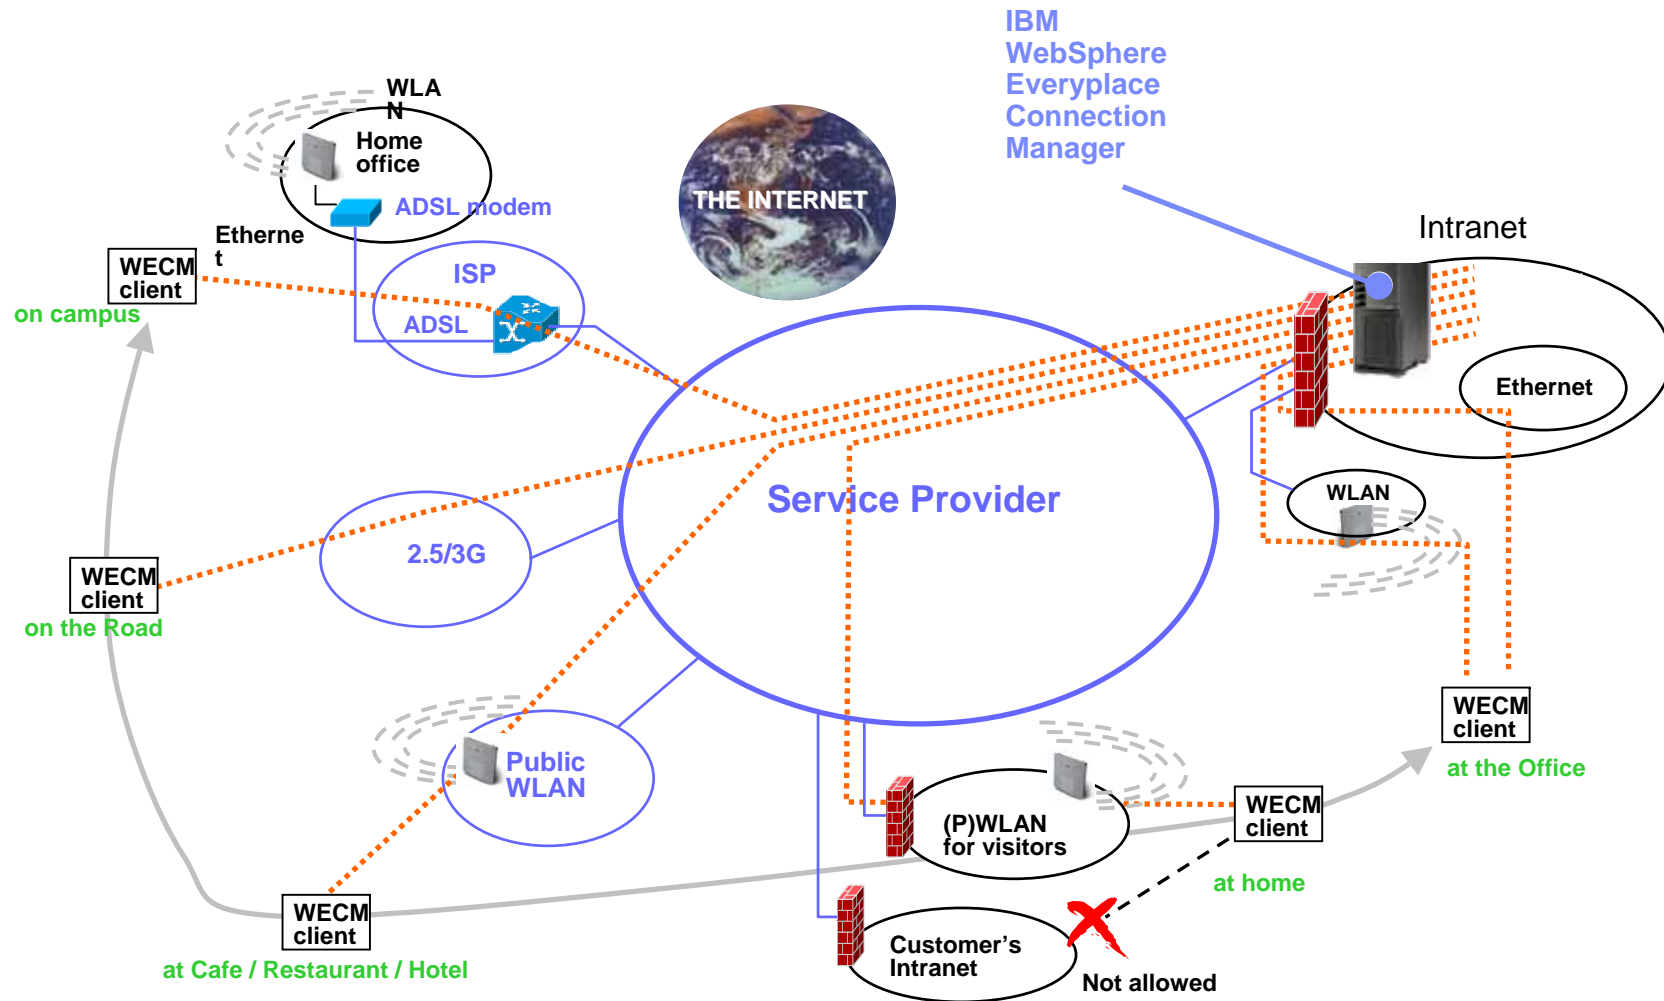 IBM
WebSphere
Everyplace
Connection
Manager
WLA
N
Home
office
ADSL modem
THE INTERNET
Intranet
Etherne
t
WECM
client
on campus
ISP
ADSL
Ethernet
WLAN
Service Provider
2.5/3G
WECM
client
on the Road
Public
WLAN
WECM
client
at the Office
(P)WLAN
for visitors
WECM
client
at home
WECM
client
at Cafe / Restaurant / Hotel
Customer's
Intranet
Not allowed